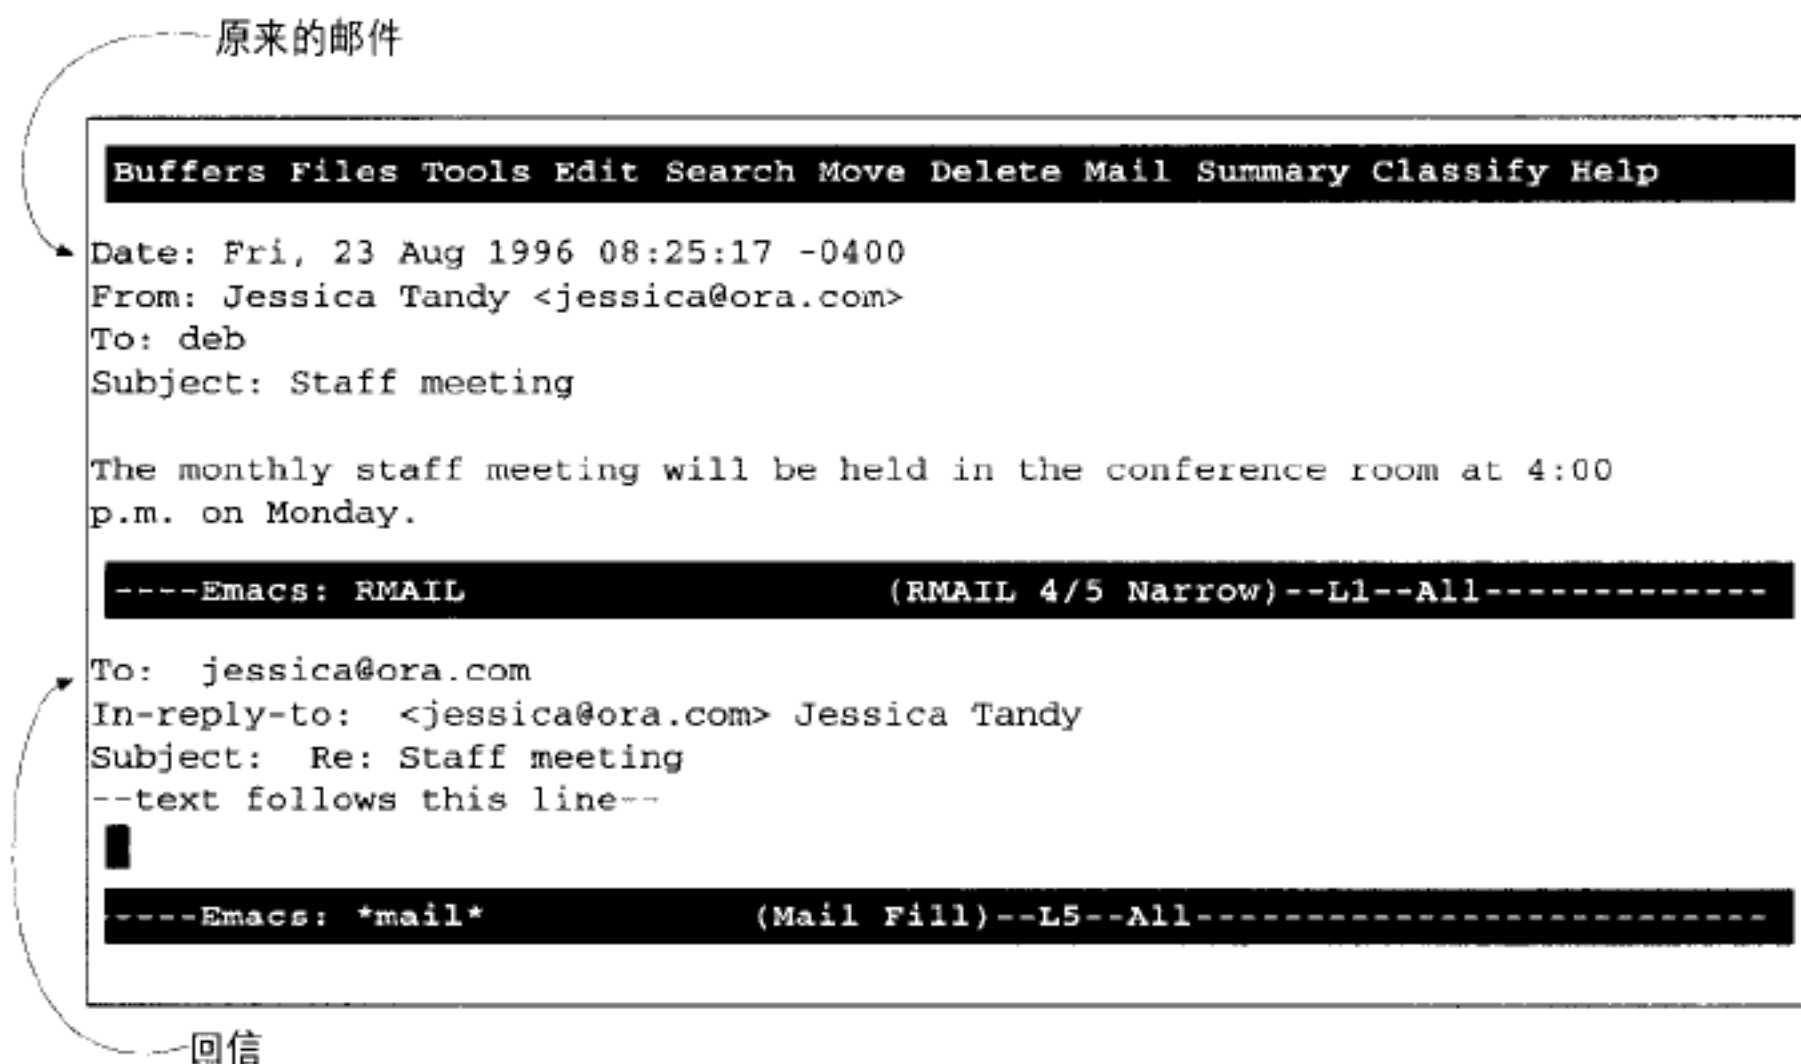 原来的邮件
Buffers Files Tools Edit Search Move Delete Mail Summary Classify Help
Date: Fri, 23 Aug 1996 08:25:17 -0400
From: Jessica Tandy <jessica@ora.com>
To: deb
Subject: Staff meeting
The monthly staff meeting will be held in the conference room at 4:00
p.m. on Monday.
----Emacs: RMAIL (RMAIL 4/5 Narrow)--L1--All-------------
To: jessica@ora.com
In-reply-to: <jessica@ora.com> Jessica Tandy
Subject: Re: Staff meeting
--text follows this line--
-----Emacs: *mail* (Mail Fill)--L5--All--------------------------
回信